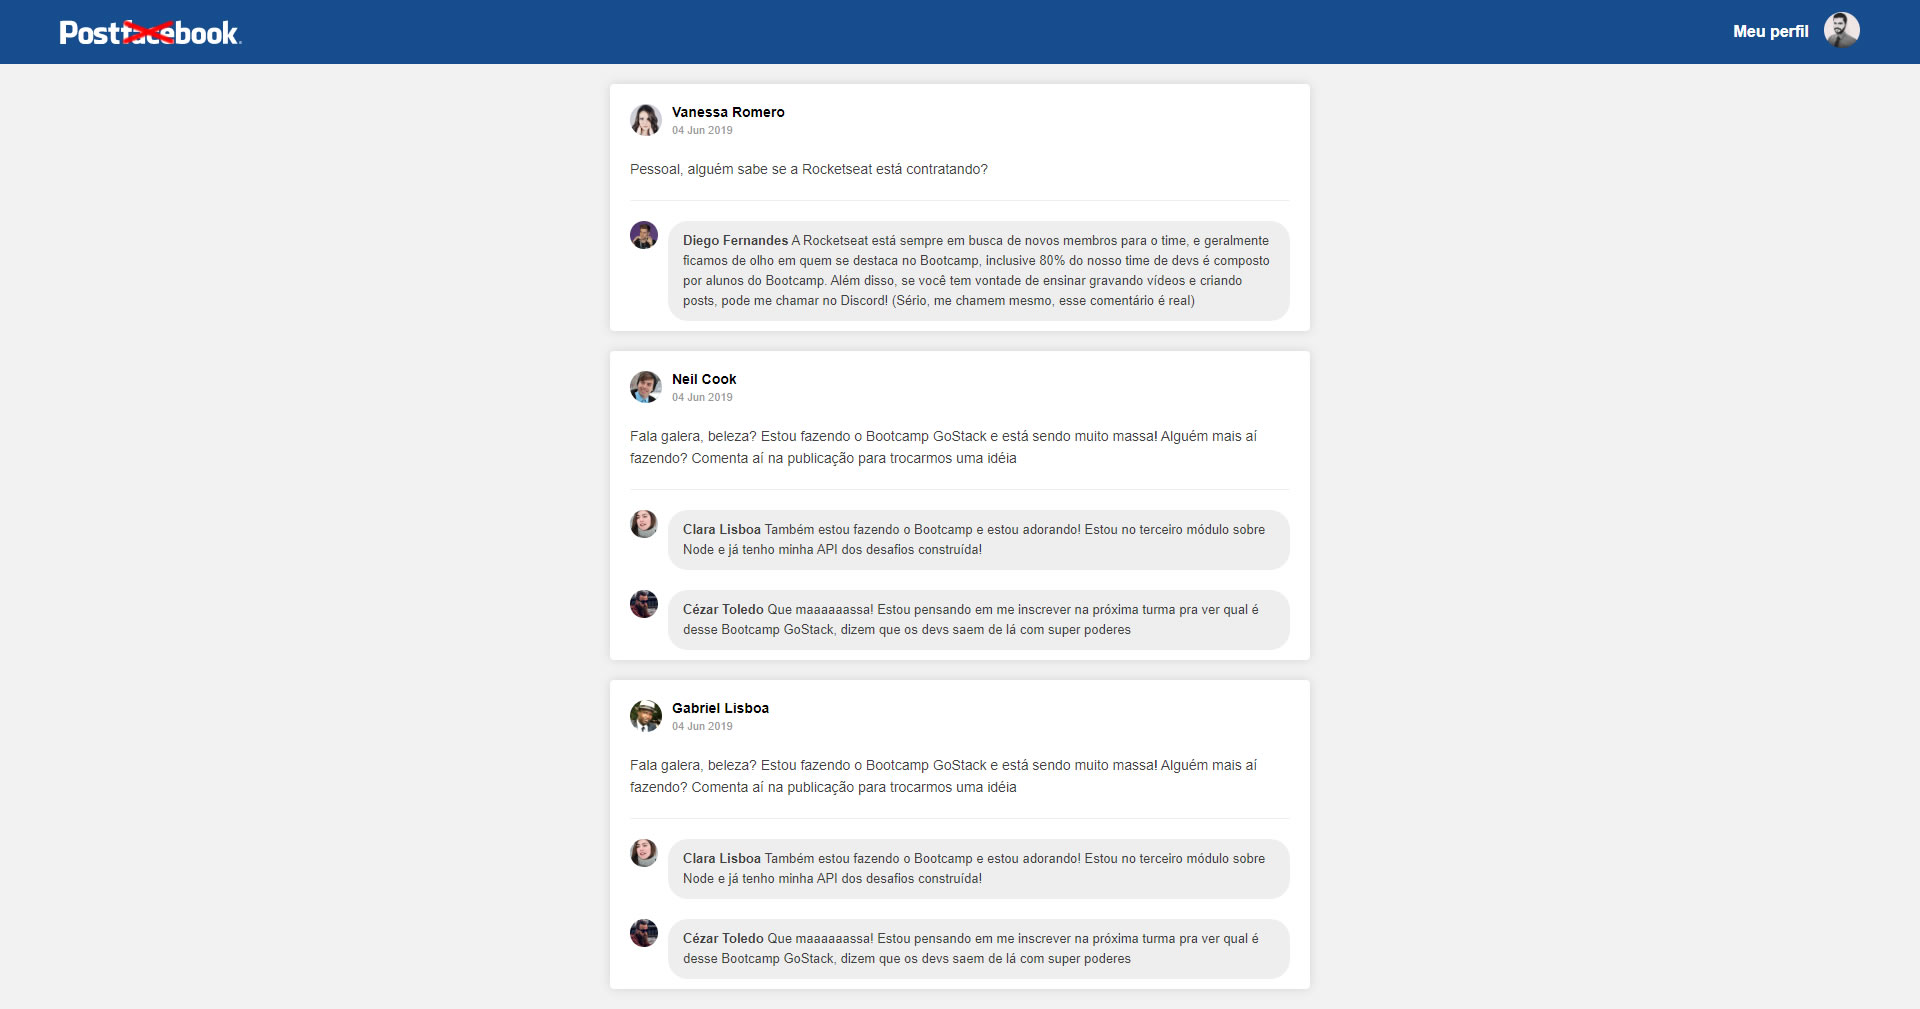 Postfacebook.
Meu perfil
Vanessa Romero
04 Jun 2019
Pessoal, alguém sabe se a Rocketseat está contratando?
Diego Fernandes A Rocketseat está sempre em busca de novos membros para o time, e geralmente
ficamos de olho em quem se destaca no Bootcamp, inclusive 80% do nosso time de devs é composto
por alunos do Bootcamp. Além disso, se você tem vontade de ensinar gravando vídeos e criando
posts, pode me chamar no Discord! (Sério, me chamem mesmo, esse comentário é real)
Neil Cook
04 Jun 2019
Fala galera, beleza? Estou fazendo o Bootcamp GoStack e está sendo muito massa! Alguém mais aí
fazendo? Comenta aí na publicação para trocarmos uma idéia
Clara Lisboa Também estou fazendo o Bootcamp e estou adorando! Estou no terceiro módulo sobre
Node e já tenho minha API dos desafios construída!
Cézar Toledo Que maaaaaassa! Estou pensando em me inscrever na próxima turma pra ver qual é
desse Bootcamp GoStack, dizem que os devs saem de lá com super poderes
Gabriel Lisboa
04 Jun 2019
Fala galera, beleza? Estou fazendo o Bootcamp GoStack e está sendo muito massa! Alguém mais aí
fazendo? Comenta aí na publicação para trocarmos uma idéia
Clara Lisboa Também estou fazendo o Bootcamp e estou adorando! Estou no terceiro módulo sobre
Node e já tenho minha API dos desafios construída!
Cézar Toledo Que maaaaaassa! Estou pensando em me inscrever na próxima turma pra ver qual é
desse Bootcamp GoStack, dizem que os devs saem de lá com super poderes